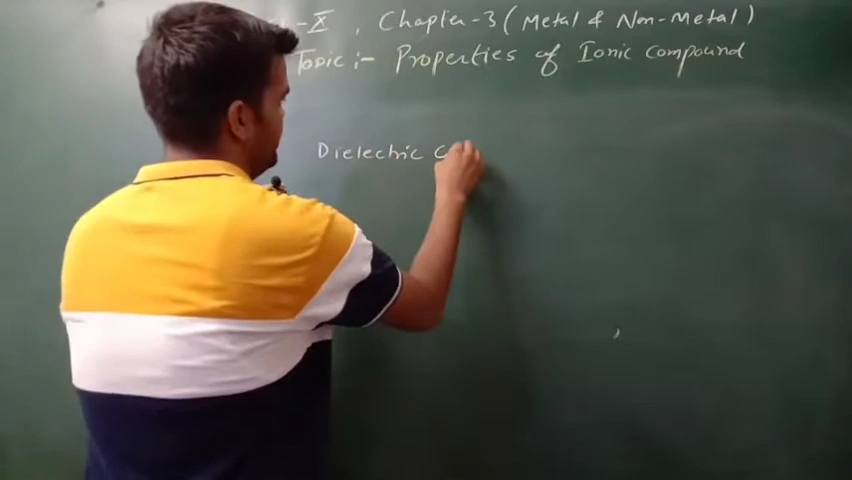 -X, Chapter-3 (Metal & Non-Metal)
Topic :- Properties of Ionic compound
Dielectric C